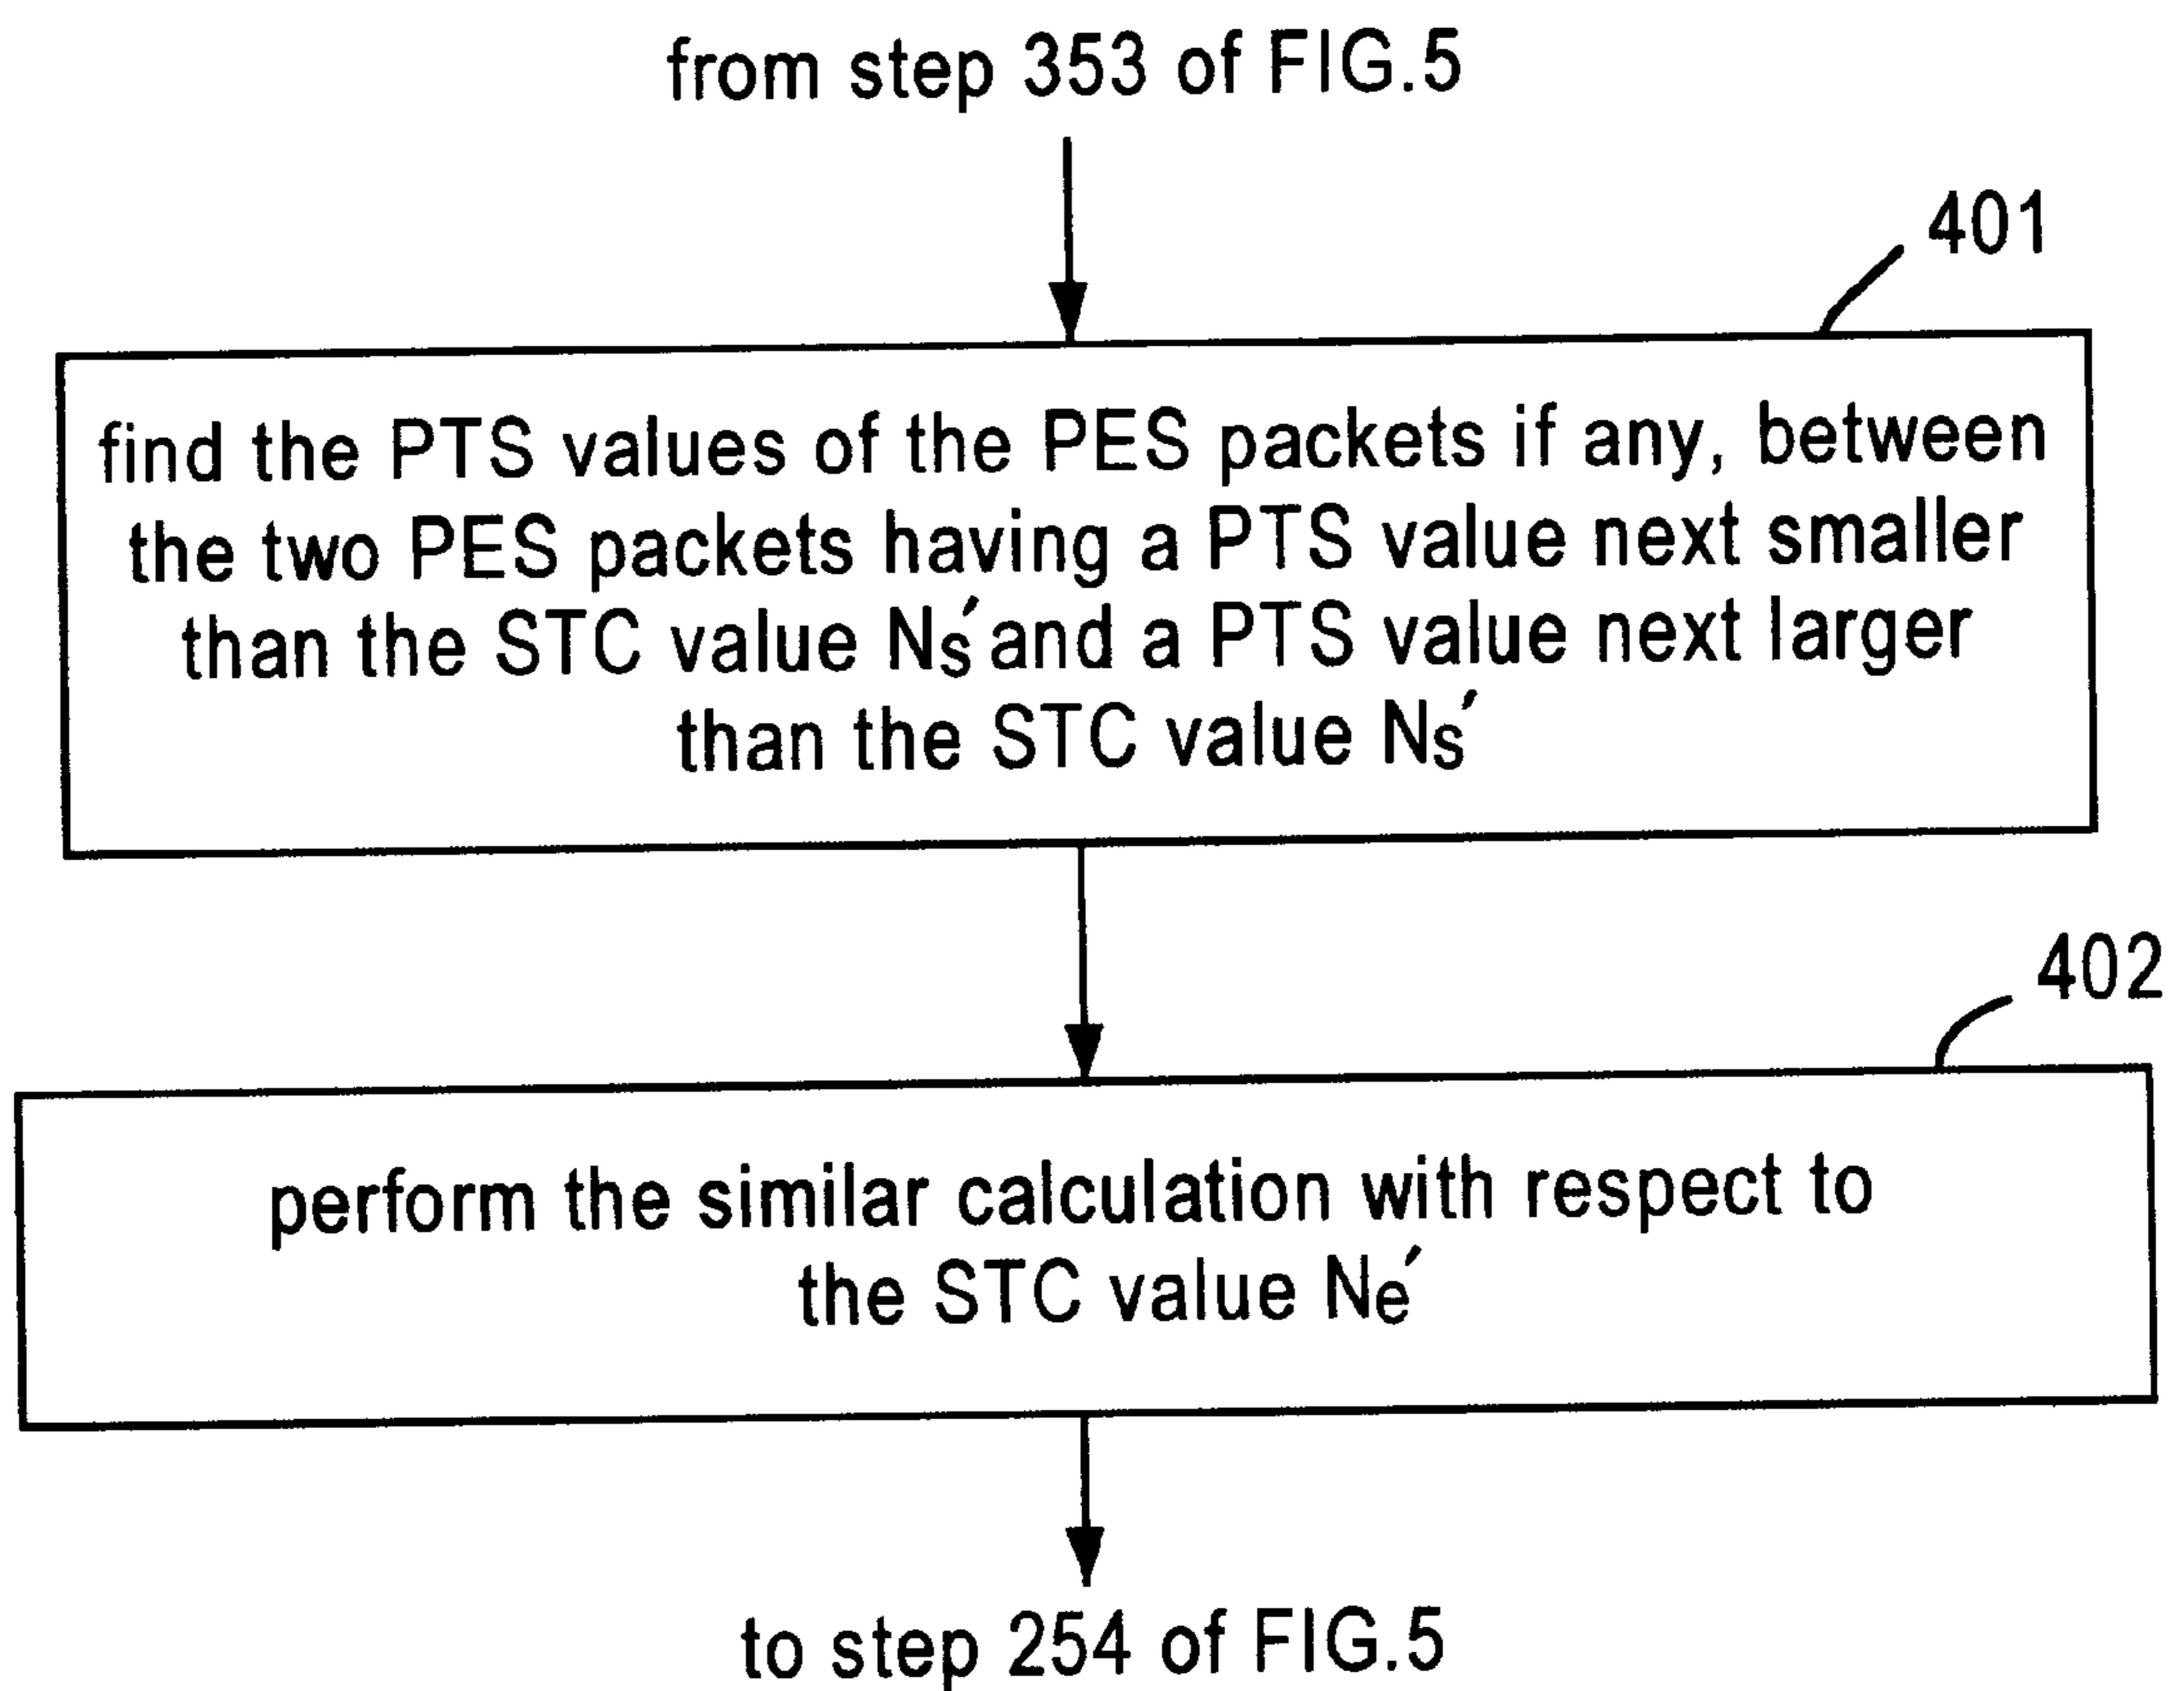 from step 353 of FIG.5
401
find the PTS values of the PES packets if any, between
the two PES packets having a PTS value next smaller
than the STC value Ns′ and a PTS value next larger
than the STC value Ns′
402
perform the similar calculation with respect to
the STC value Ne′
to step 254 of FIG.5